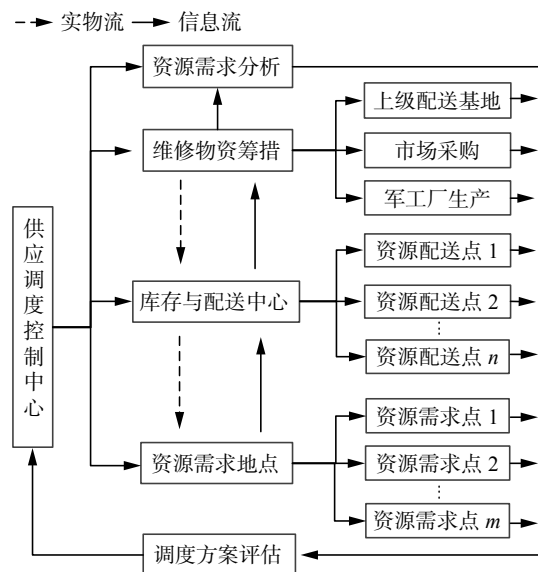 实物流 信息流
资源需求分析
上级配送基地
维修物资筹措
市场采购
军工厂生产
供应调度控制中心
资源配送点 1
库存与配送中心
资源配送点 2
⋮
资源配送点 n
资源需求点 1
资源需求地点
资源需求点 2
⋮
资源需求点 m
调度方案评估